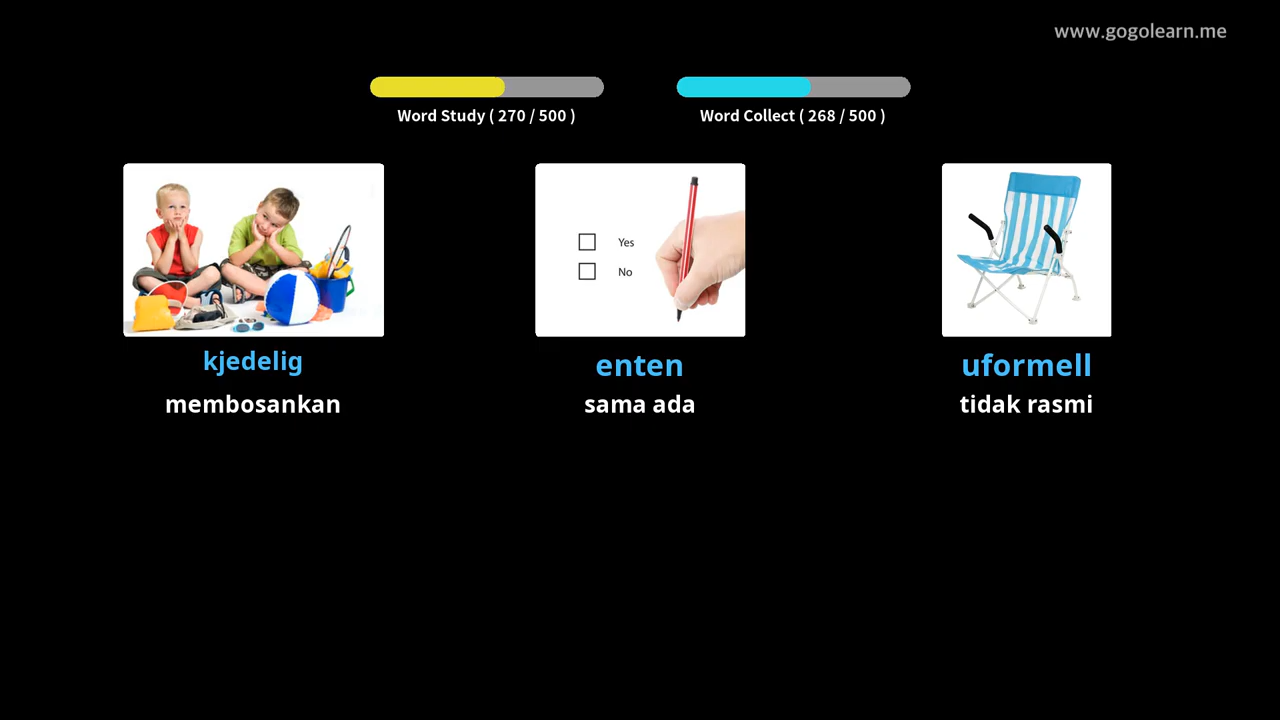 www.gogolearn.me
Word Study ( 270 / 500 )
Word Collect ( 268 / 500 )
Yes
No
kjedelig
membosankan
enten
sama ada
uformell
tidak rasmi